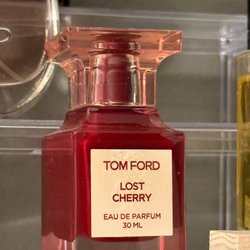 TOM FORD
LOST
CHERRY
EAU DE PARFUM
30 ML